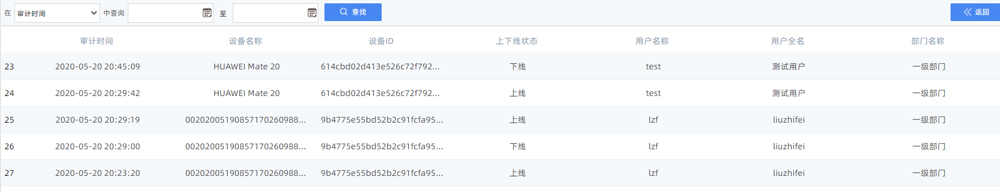 在 审计时间 中查询 至 查找 返回
审计时间 设备名称 设备ID 上下线状态 用户名称 用户全名 部门名称
23 2020-05-20 20:45:09 HUAWEI Mate 20 614cbd02d413e526c72f792... 下线 test 测试用户 一级部门
24 2020-05-20 20:29:42 HUAWEI Mate 20 614cbd02d413e526c72f792... 上线 test 测试用户 一级部门
25 2020-05-20 20:29:19 00202005190857170260988... 9b4775e55bd52b2c91fcfa95... 上线 lzf liuzhifei 一级部门
26 2020-05-20 20:29:00 00202005190857170260988... 9b4775e55bd52b2c91fcfa95... 下线 lzf liuzhifei 一级部门
27 2020-05-20 20:23:20 00202005190857170260988... 9b4775e55bd52b2c91fcfa95... 上线 lzf liuzhifei 一级部门